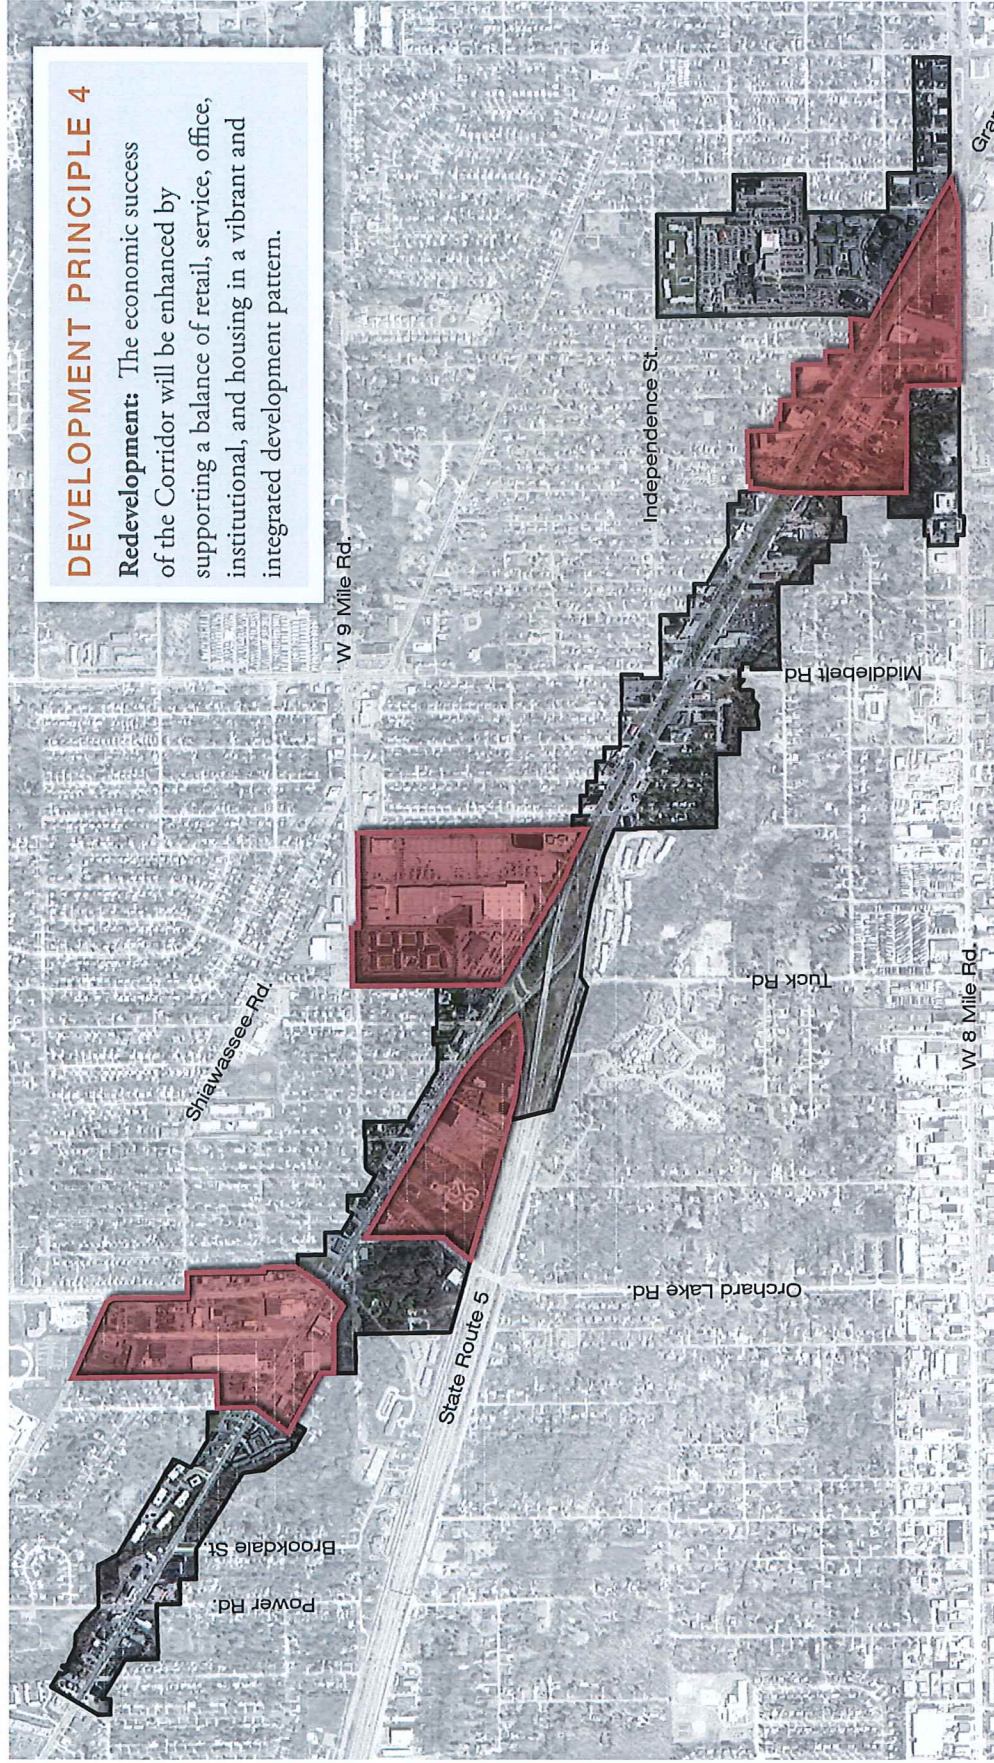 DEVELOPMENT PRINCIPLE 4
Redevelopment: The economic success
of the Corridor will be enhanced by
supporting a balance of retail, service, office,
institutional, and housing in a vibrant and
integrated development pattern.
W 9 Mile Rd.
Independence St.
Shiawassee Rd.
Middlebelt Rd
Tuck Rd.
Orchard Lake Rd.
State Route 5
Brookdale St.
Power Rd.
W 8 Mile Rd.